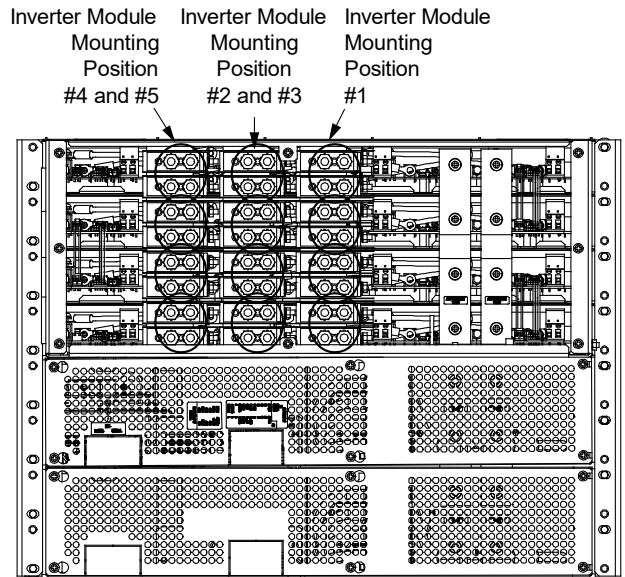 Inverter Module
Mounting
Position
#4 and #5
Inverter Module
Mounting
Position
#2 and #3
Inverter Module
Mounting
Position
#1